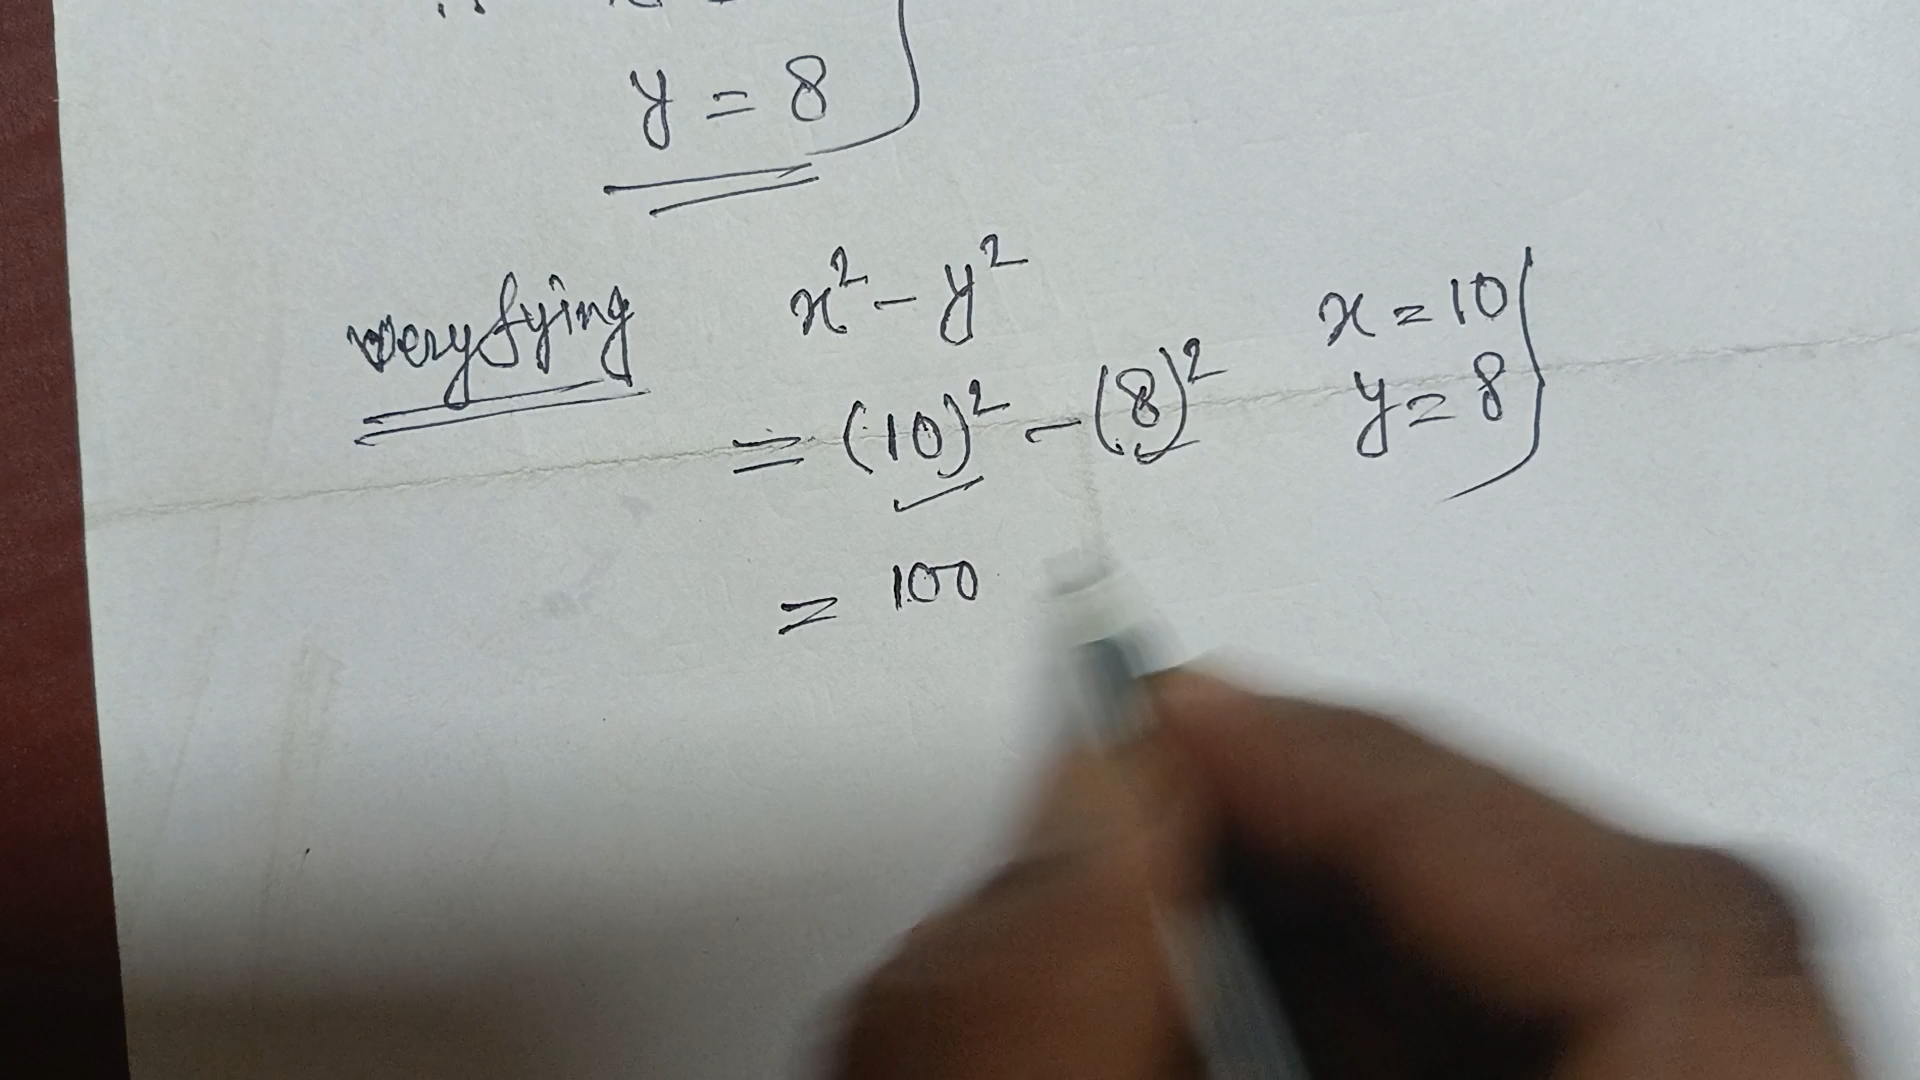 y = 8
veryfying x² - y² x = 10
= (10)² - (8)² y = 8
= 100